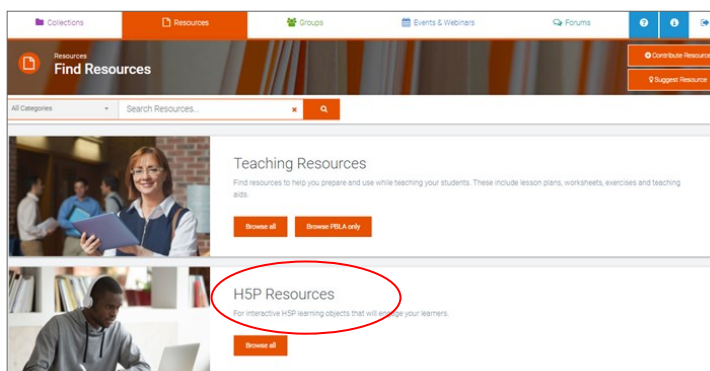 Collections Resources Groups Events & Webinars Forums
Resources
Find Resources
Contribute Resource
Suggest Resource
All Categories Search Resources...
Teaching Resources
Find resources to help you prepare and use while teaching your students. These include lesson plans, worksheets, exercises and teaching
aids.
Browse all Browse PBLA only
H5P Resources
For interactive H5P learning objects that will engage your learners.
Browse all